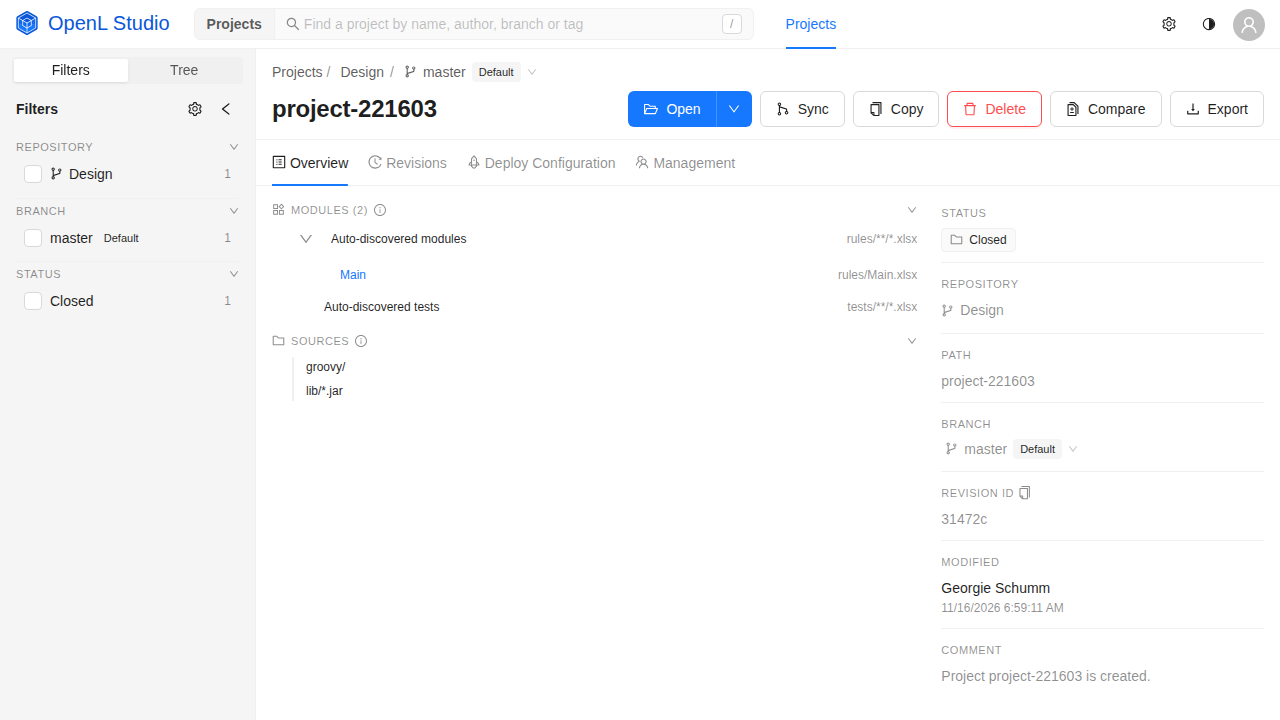 OpenL Studio
Projects
Find a project by name, author, branch or tag
/
Projects
Filters
Tree
Filters
REPOSITORY
Design
1
BRANCH
master Default
1
STATUS
Closed
1
Projects / Design / master Default
project-221603
Open
Sync
Copy
Delete
Compare
Export
Overview
Revisions
Deploy Configuration
Management
MODULES (2)
Auto-discovered modules
rules/**/*.xlsx
Main
rules/Main.xlsx
Auto-discovered tests
tests/**/*.xlsx
SOURCES
groovy/
lib/*.jar
STATUS
Closed
REPOSITORY
Design
PATH
project-221603
BRANCH
master Default
REVISION ID
31472c
MODIFIED
Georgie Schumm
11/16/2026 6:59:11 AM
COMMENT
Project project-221603 is created.